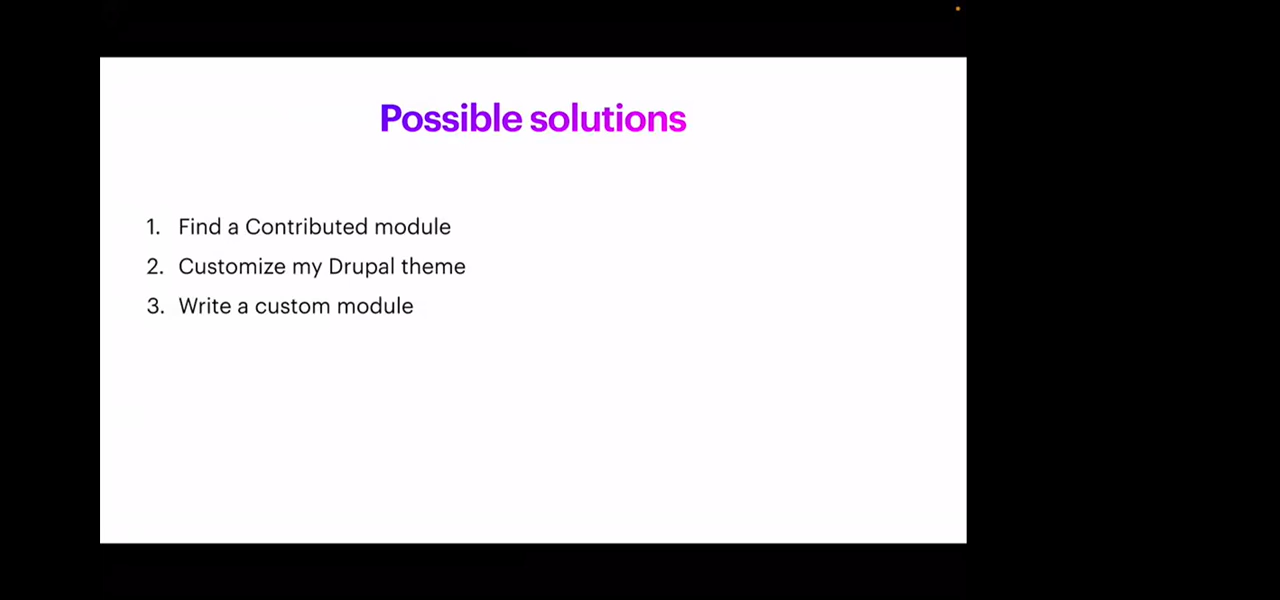 Possible solutions
1. Find a Contributed module
2. Customize my Drupal theme
3. Write a custom module